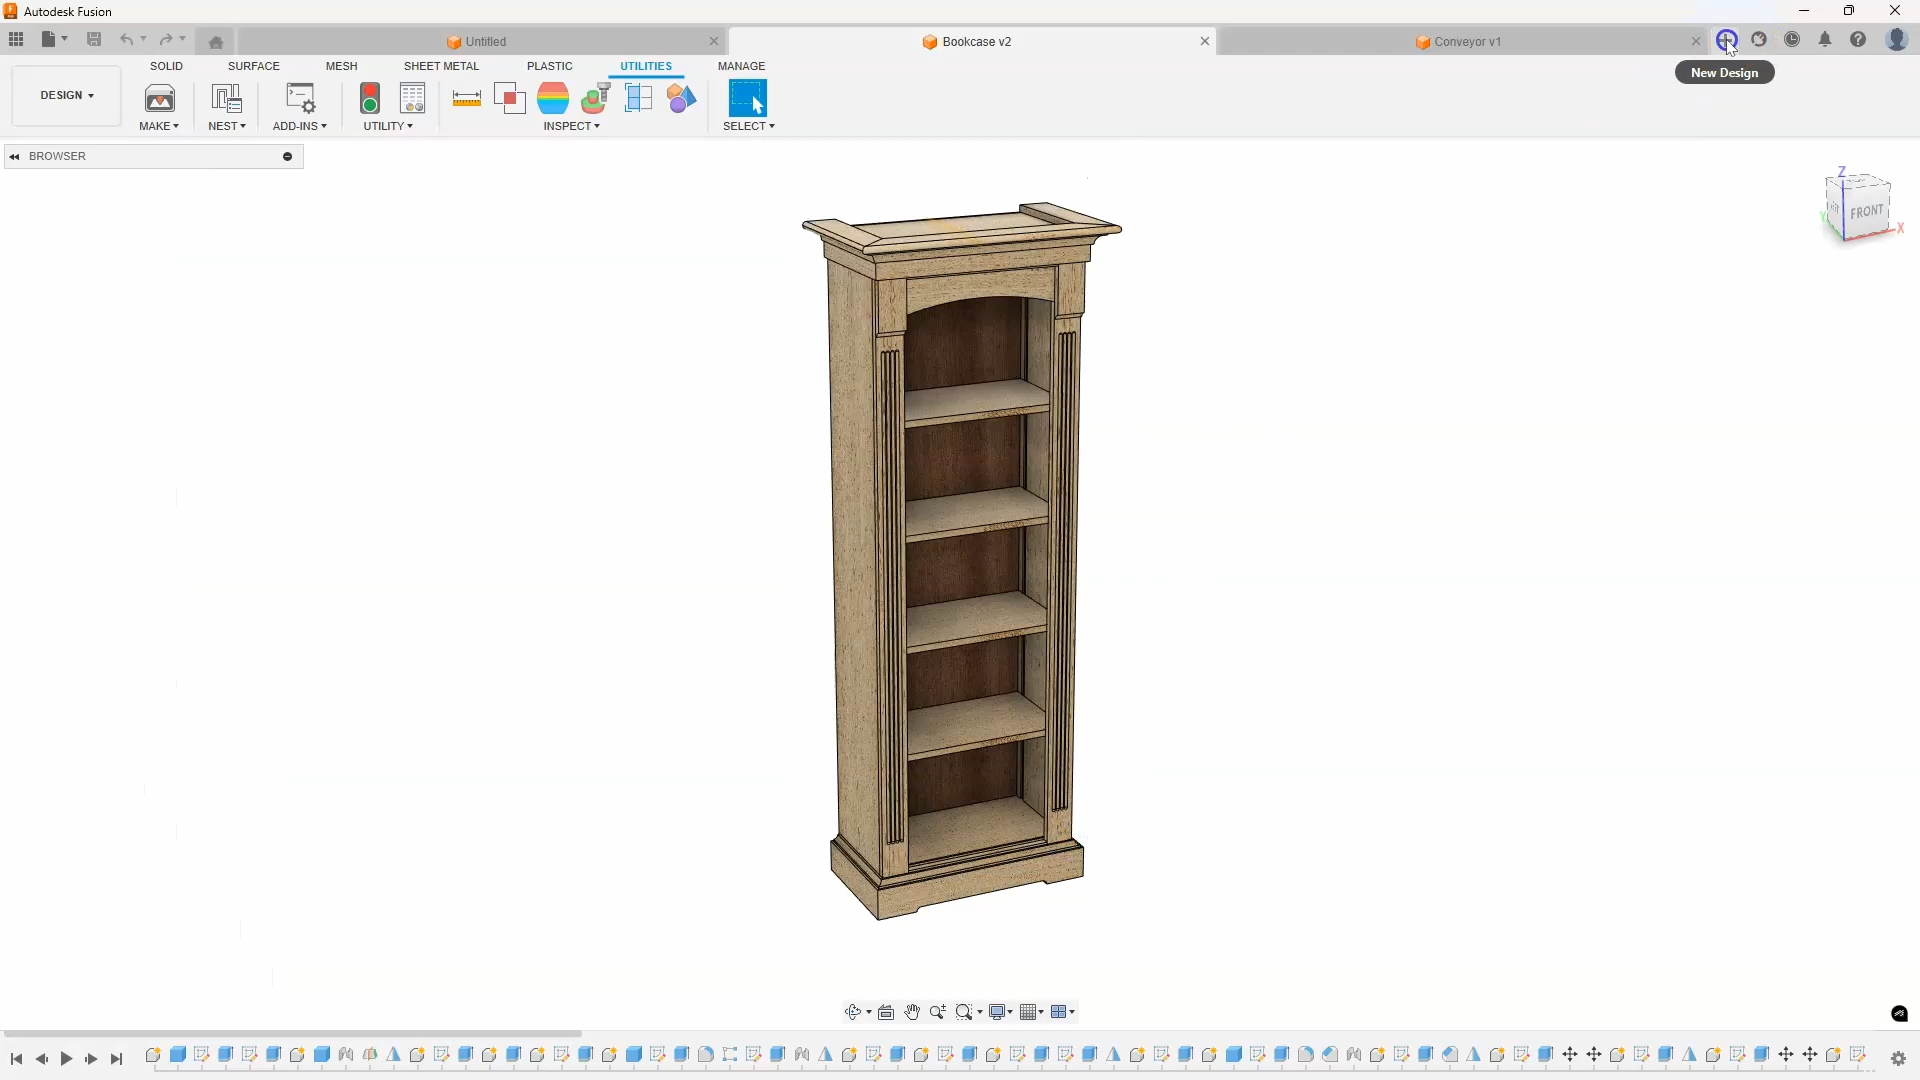 Autodesk Fusion
Untitled
Bookcase v2
Conveyor v1
New Design
SOLID
SURFACE
MESH
SHEET METAL
PLASTIC
UTILITIES
MANAGE
DESIGN
MAKE
NEST
ADD-INS
UTILITY
INSPECT
SELECT
BROWSER
Z
FRONT
Y
X